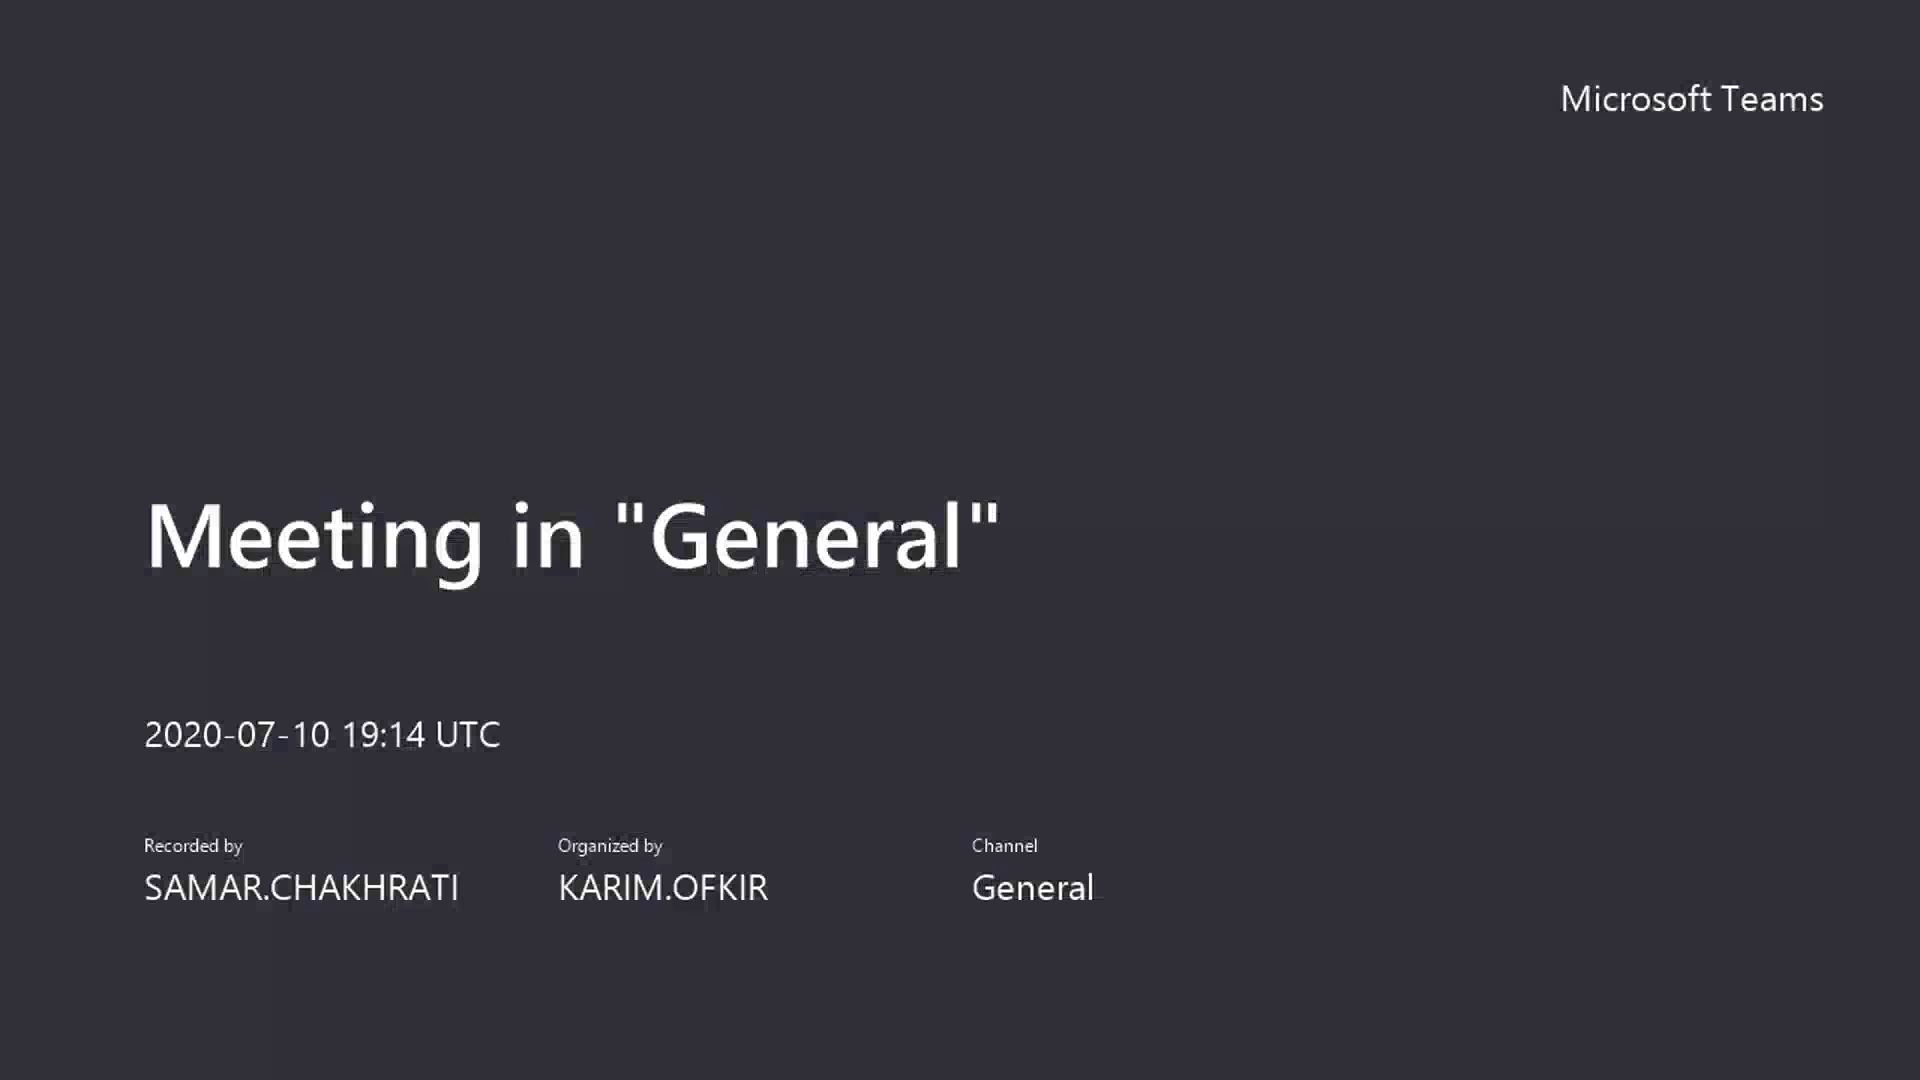 Microsoft Teams
Meeting in "General"
2020-07-10 19:14 UTC
Recorded by
SAMAR.CHAKHRATI
Organized by
KARIM.OFKIR
Channel
General